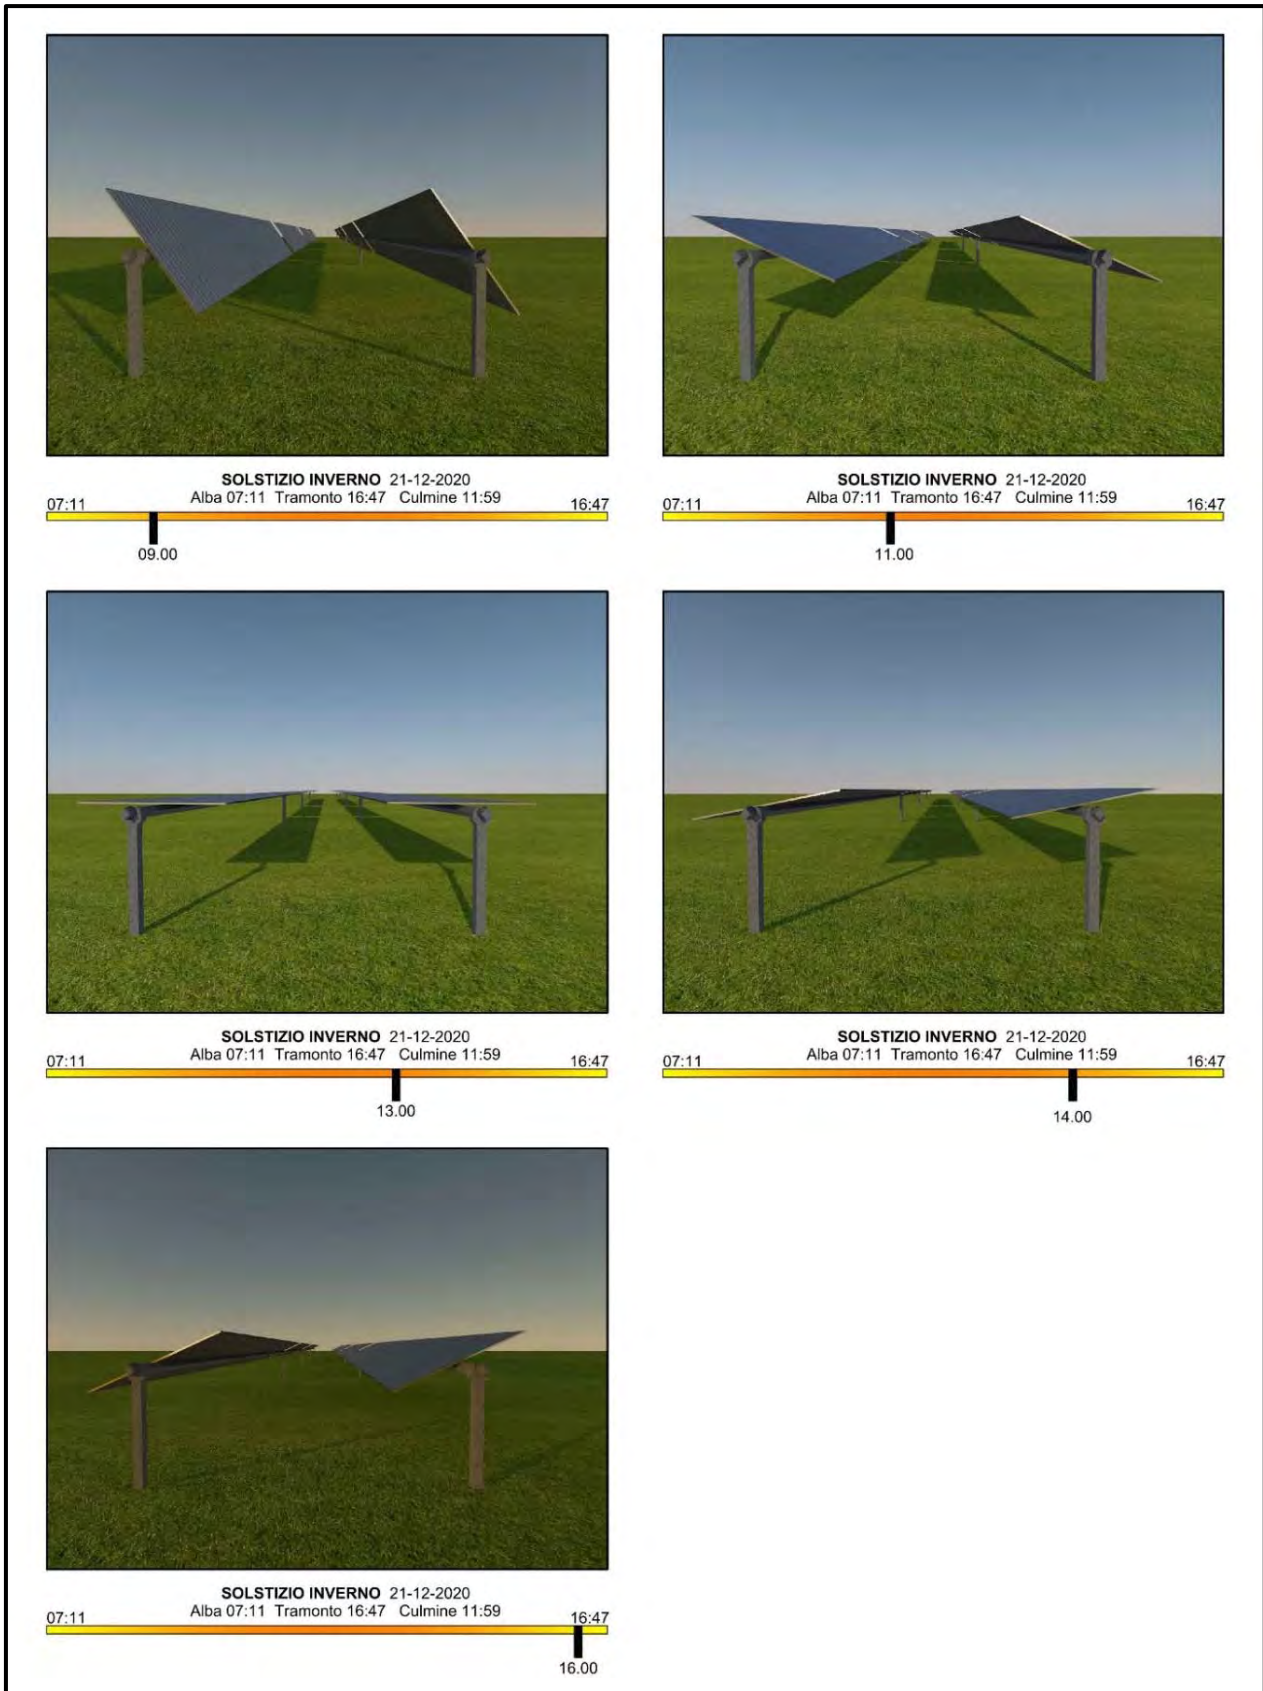 SOLSTIZIO INVERNO 21-12-2020
Alba 07:11 Tramonto 16:47 Culmine 11:59
07:11 16:47
09.00
SOLSTIZIO INVERNO 21-12-2020
Alba 07:11 Tramonto 16:47 Culmine 11:59
07:11 16:47
11.00
SOLSTIZIO INVERNO 21-12-2020
Alba 07:11 Tramonto 16:47 Culmine 11:59
07:11 16:47
13.00
SOLSTIZIO INVERNO 21-12-2020
Alba 07:11 Tramonto 16:47 Culmine 11:59
07:11 16:47
14.00
SOLSTIZIO INVERNO 21-12-2020
Alba 07:11 Tramonto 16:47 Culmine 11:59
07:11 16:47
16.00